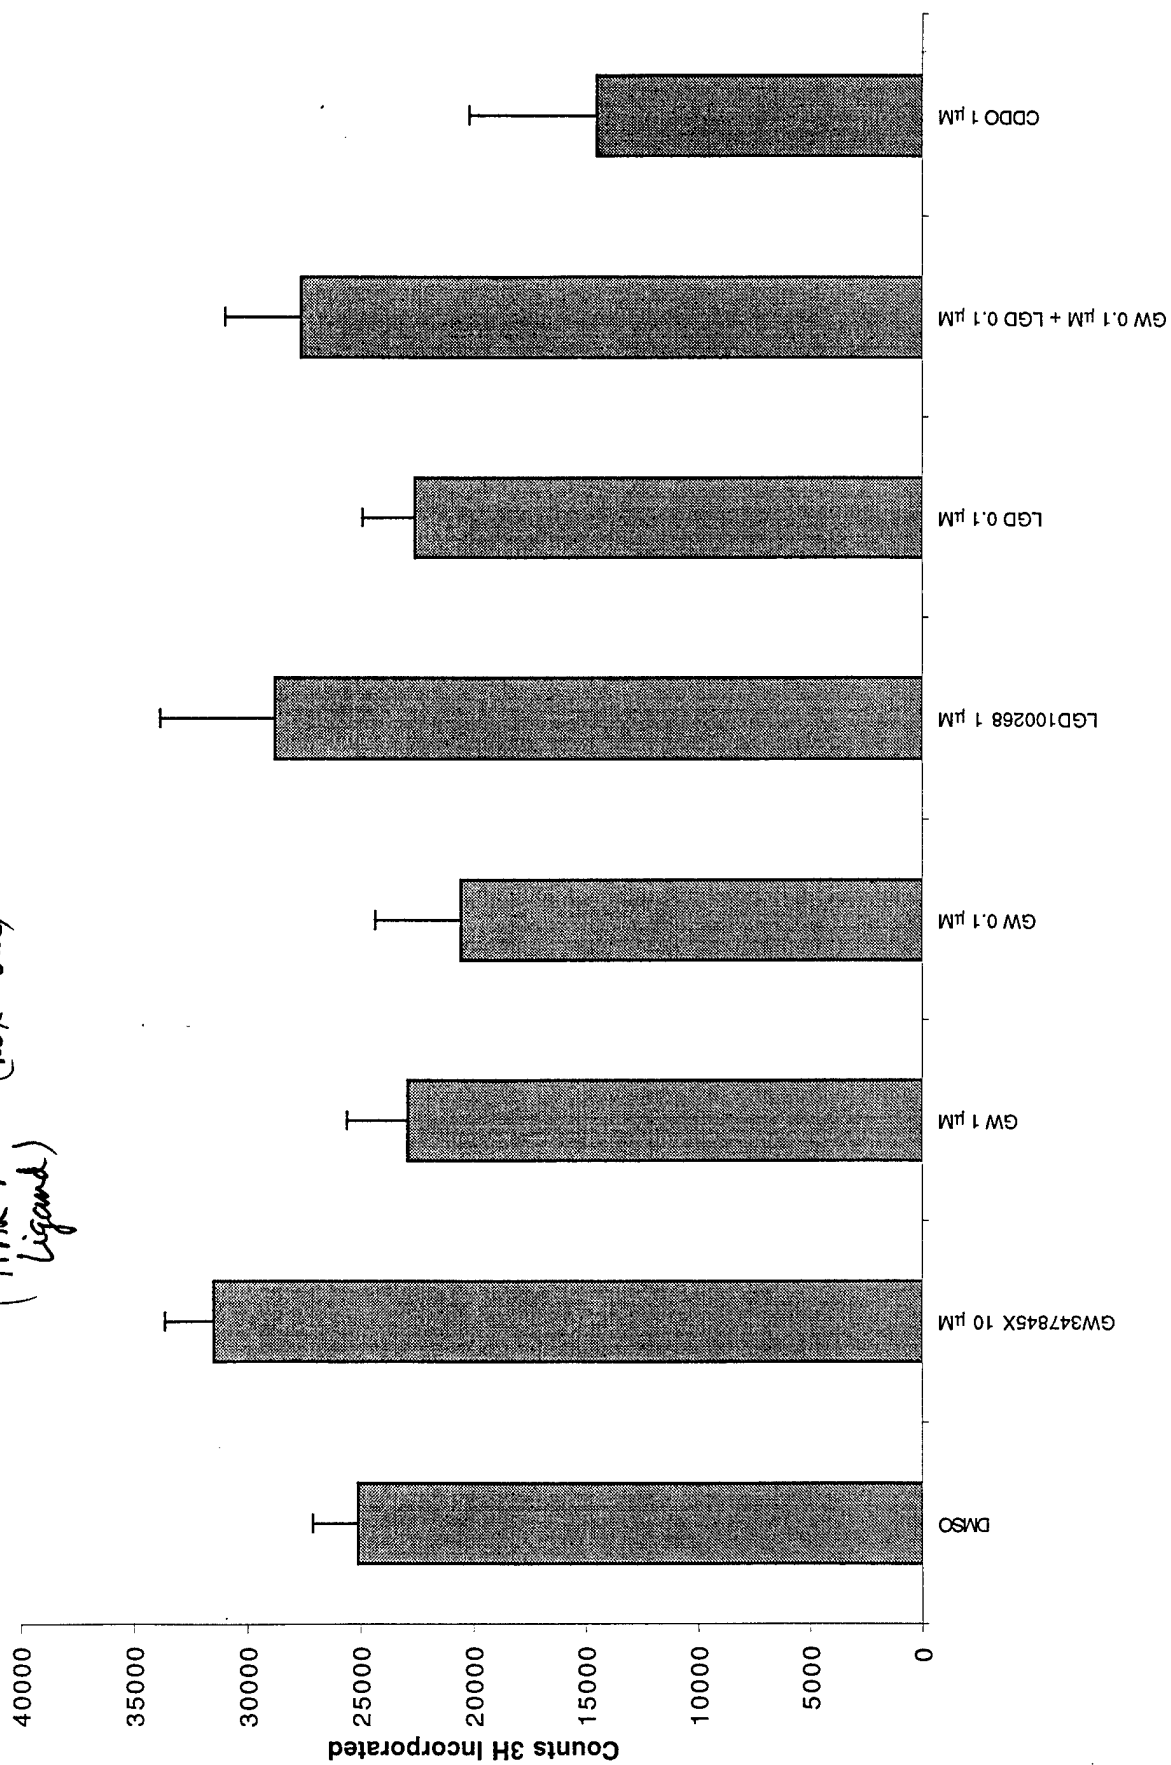 Ligand)
Counts 3H Incorporated
40000
35000
30000
25000
20000
15000
10000
5000
0
DMSO
GW347845X 10 µM
GW 1 µM
GW 0.1 µM
LGD100268 1 µM
LGD 0.1 µM
GW 0.1 µM + LGD 0.1 µM
CDDO 1 µM